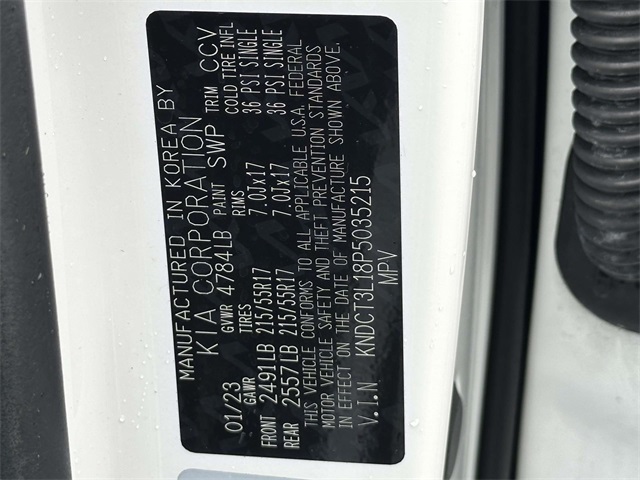 MANUFACTURED IN KOREA BY
KIA CORPORATION
01/23 GVWR 4784LB PAINT SWP TRIM CCV
GAWR TIRES RIMS COLD TIRE INFL
FRONT 2491LB 215/55R17 7.0Jx17 36 PSI SINGLE
REAR 2557LB 215/55R17 7.0Jx17 36 PSI SINGLE
THIS VEHICLE CONFORMS TO ALL APPLICABLE U.S.A. FEDERAL
MOTOR VEHICLE SAFETY AND THEFT PREVENTION STANDARDS
IN EFFECT ON THE DATE OF MANUFACTURE SHOWN ABOVE.
V.I.N KNDCT3L18P5035215
MPV